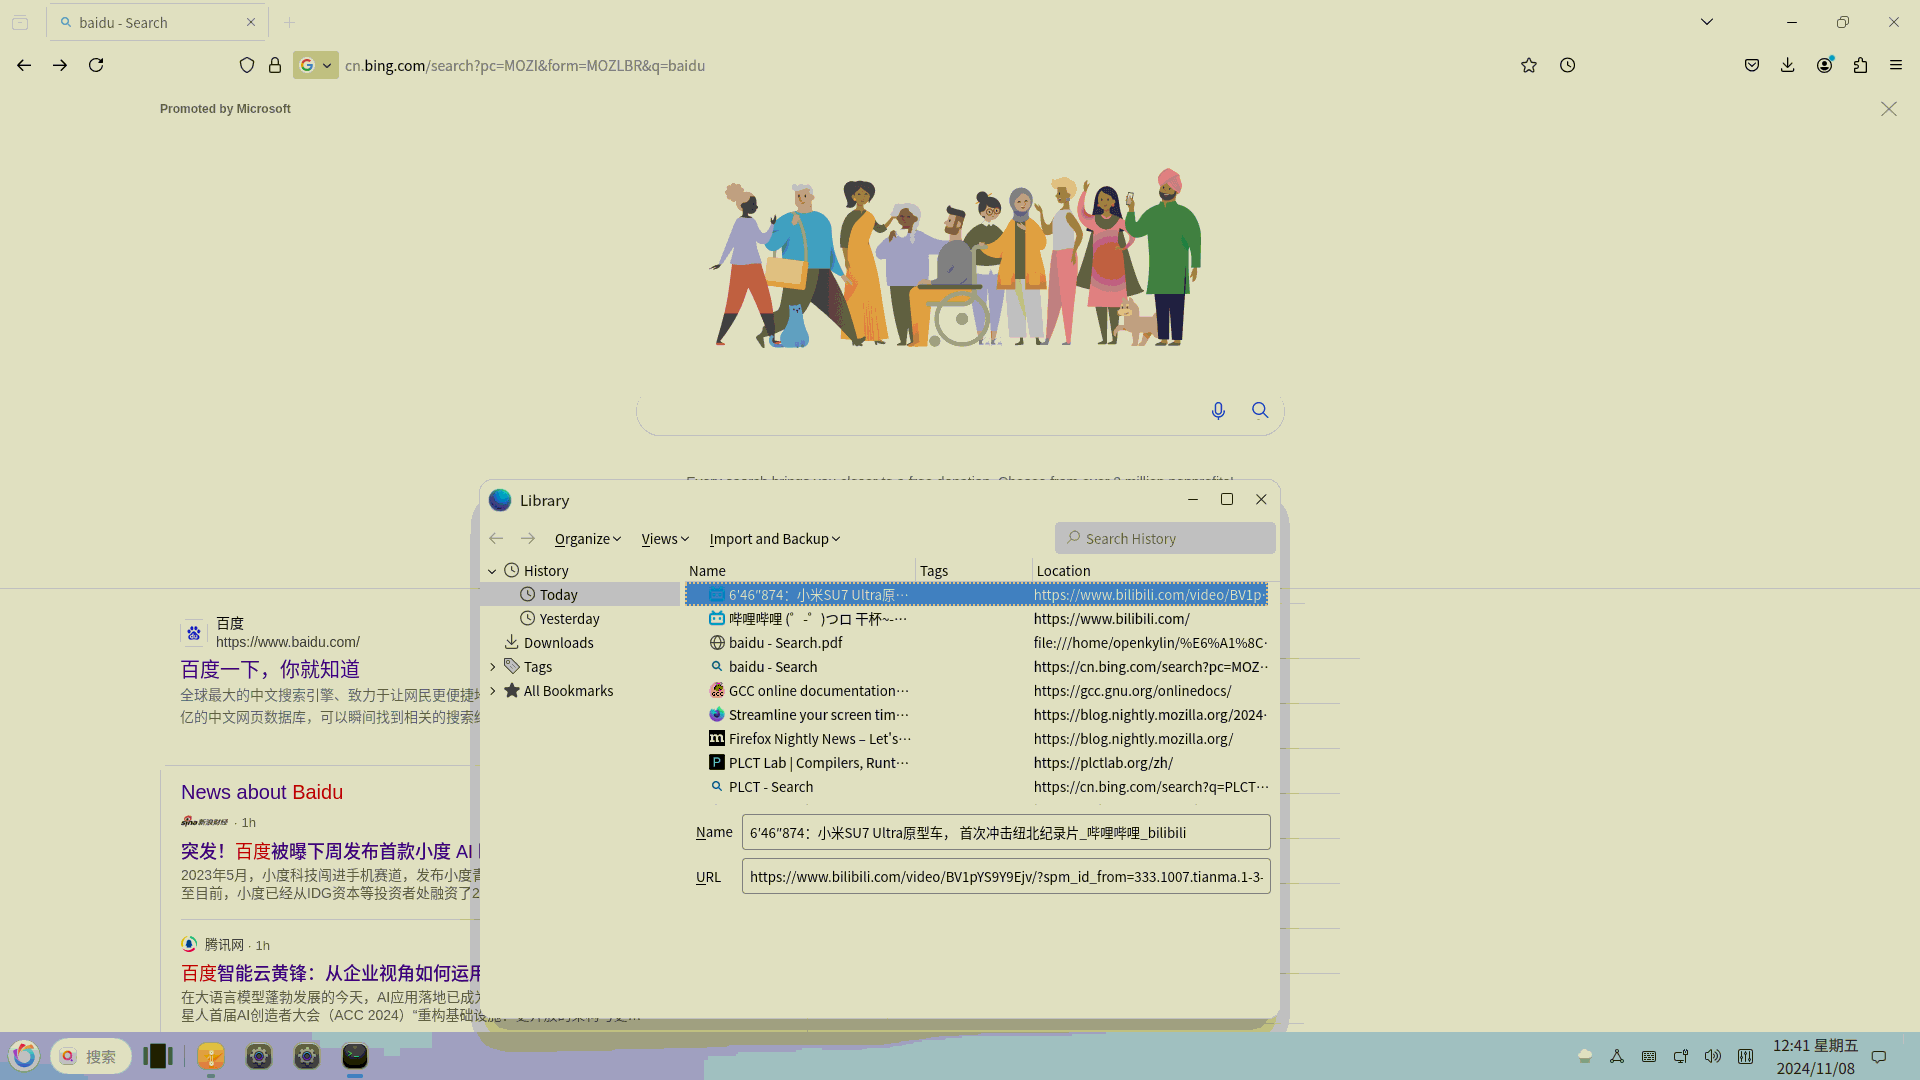 baidu - Search
cn.bing.com/search?pc=MOZI&form=MOZLBR&q=baidu
Promoted by Microsoft
Library
Organize
Views
Import and Backup
Search History
History
Today
Yesterday
Downloads
Tags
All Bookmarks
Name Tags Location
6'46"874：小米SU7 Ultra原… https://www.bilibili.com/video/BV1p
哔哩哔哩 (゜-゜)つロ 干杯~-… https://www.bilibili.com/
baidu - Search.pdf file:///home/openkylin/%E6%A1%8C
baidu - Search https://cn.bing.com/search?pc=MOZ…
GCC online documentation… https://gcc.gnu.org/onlinedocs/
Streamline your screen tim… https://blog.nightly.mozilla.org/2024
Firefox Nightly News – Let's… https://blog.nightly.mozilla.org/
PLCT Lab | Compilers, Runt… https://plctlab.org/zh/
PLCT - Search https://cn.bing.com/search?q=PLCT…
Name 6'46"874：小米SU7 Ultra原型车， 首次冲击纽北纪录片_哔哩哔哩_bilibili
URL https://www.bilibili.com/video/BV1pYS9Y9Ejv/?spm_id_from=333.1007.tianma.1-3-
百度
https://www.baidu.com/
百度一下，你就知道
全球最大的中文搜索引擎、致力于让网民更便捷
亿的中文网页数据库，可以瞬间找到相关的搜索
News about Baidu
sina新浪财经 · 1h
突发！百度被曝下周发布首款小度 AI
2023年5月，小度科技闯进手机赛道，发布小度
至目前，小度已经从IDG资本等投资者处融资了2
腾讯网 · 1h
百度智能云黄锋：从企业视角如何运用
在大语言模型蓬勃发展的今天，AI应用落地已成
星人首届AI创造者大会（ACC 2024）“重构基础设
搜索
12:41 星期五
2024/11/08